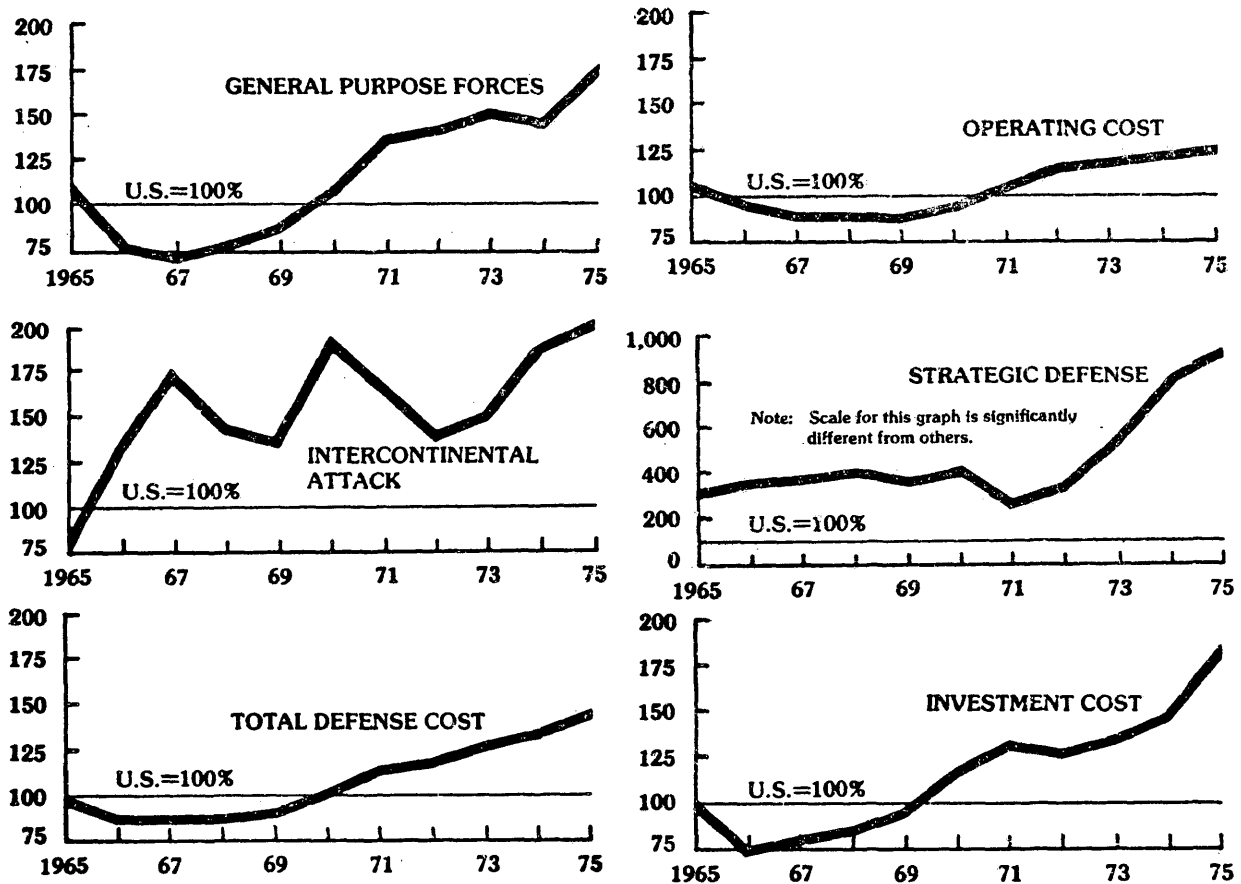 200
175
150
125
100
75
GENERAL PURPOSE FORCES
U.S.=100%
1965 67 69 71 73 75
200
175
150
125
100
75
OPERATING COST
U.S.=100%
1965 67 69 71 73 75
200
175
150
125
100
75
INTERCONTINENTAL
ATTACK
U.S.=100%
1965 67 69 71 73 75
1,000
800
600
400
200
0
STRATEGIC DEFENSE
Note: Scale for this graph is significantly
different from others.
U.S.=100%
1965 67 69 71 73 75
200
175
150
125
100
75
TOTAL DEFENSE COST
U.S.=100%
1965 67 69 71 73 75
200
175
150
125
100
75
INVESTMENT COST
U.S.=100%
1965 67 69 71 73 75